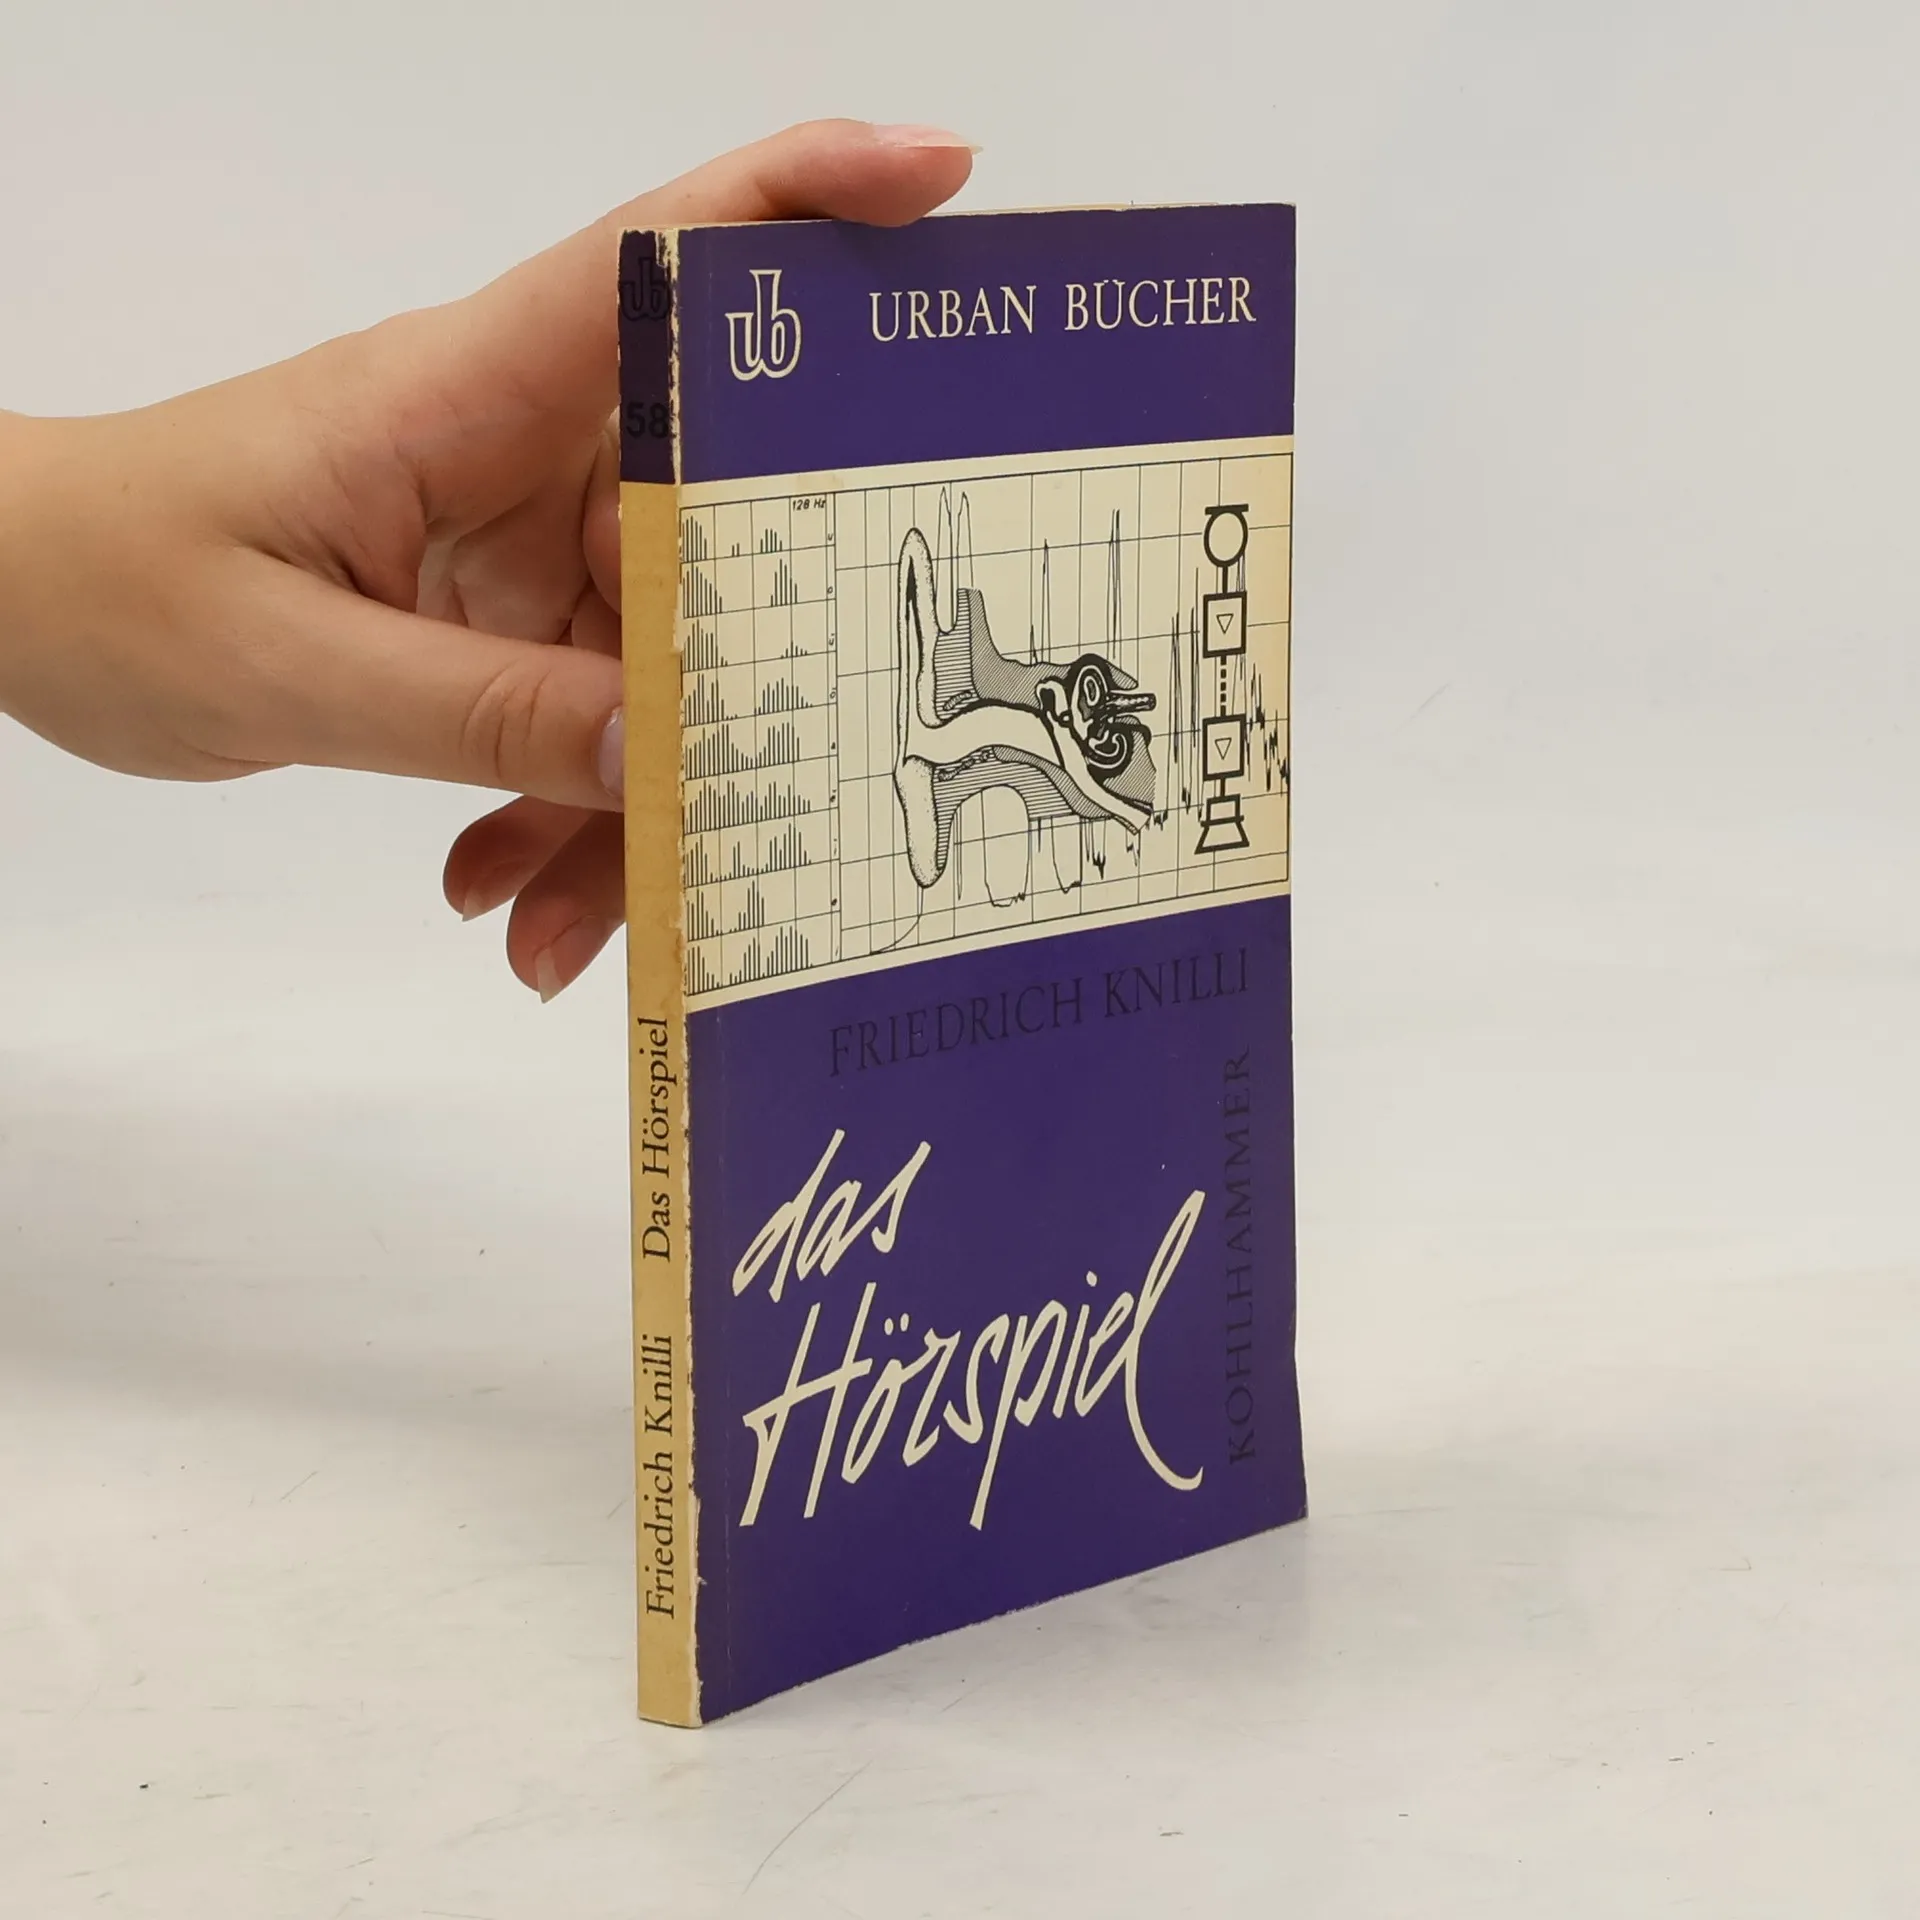 ub
58
Friedrich Knilli Das Hörspiel
ub
URBAN BÜCHER
128 Hz
FRIEDRICH KNILLI
das
Hörspiel
KOHLHAMMER